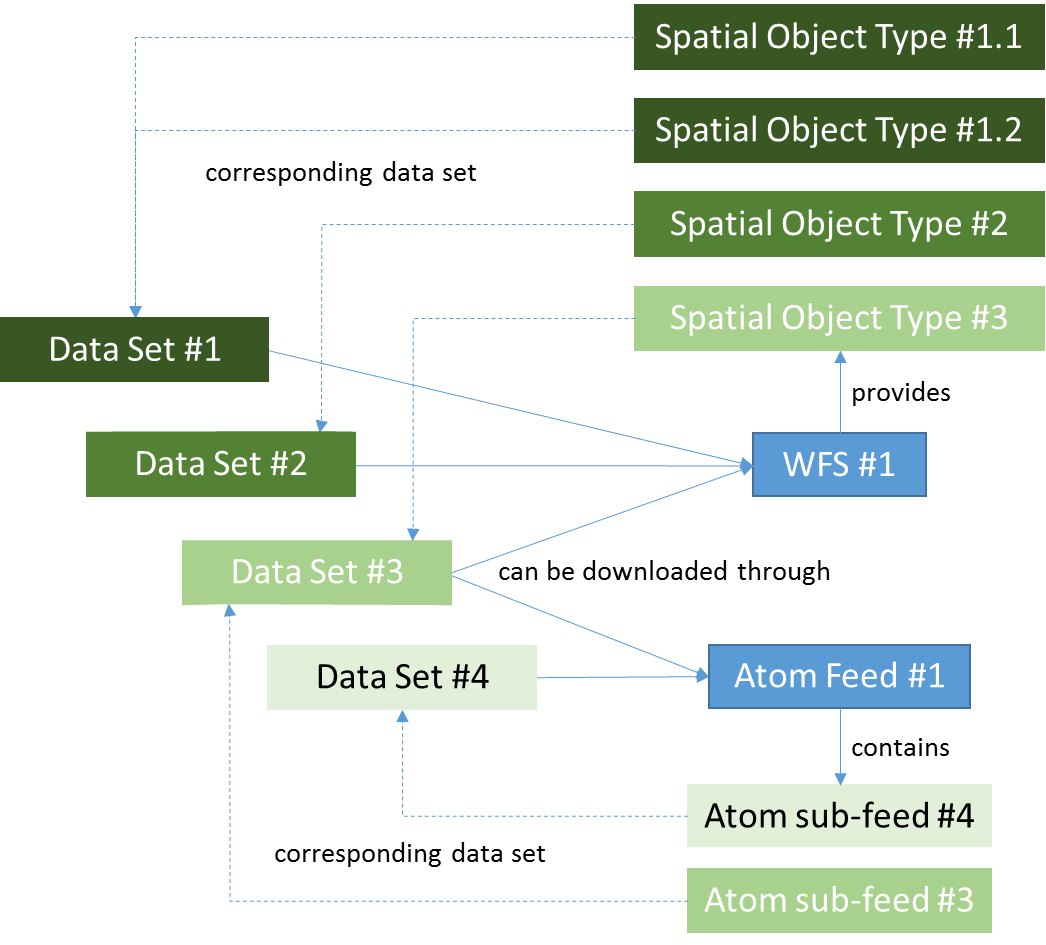 Spatial Object Type #1.1
Spatial Object Type #1.2
corresponding data set
Spatial Object Type #2
Spatial Object Type #3
Data Set #1
provides
Data Set #2
WFS #1
Data Set #3
can be downloaded through
Data Set #4
Atom Feed #1
contains
Atom sub-feed #4
corresponding data set
Atom sub-feed #3